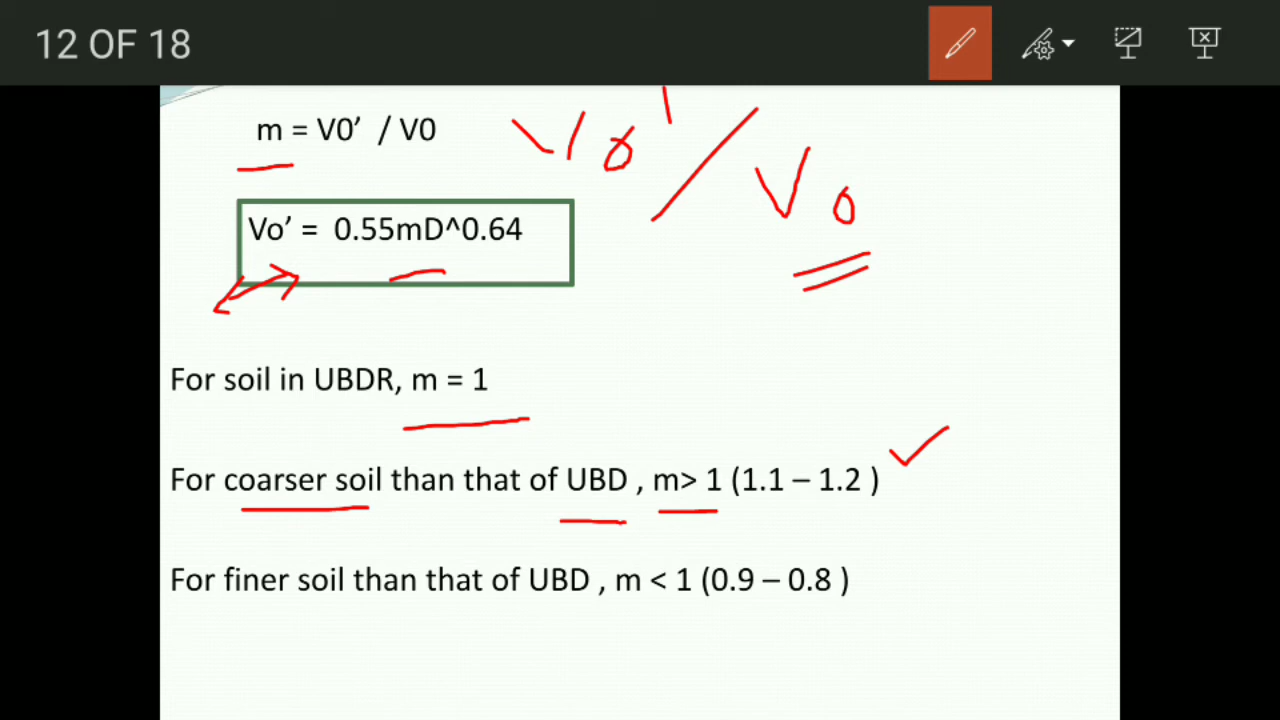 12 OF 18
m = V0’ / V0
Vo' / Vo
Vo’ = 0.55mD^0.64
For soil in UBDR, m = 1
For coarser soil than that of UBD , m> 1 (1.1 – 1.2 )
For finer soil than that of UBD , m < 1 (0.9 – 0.8 )